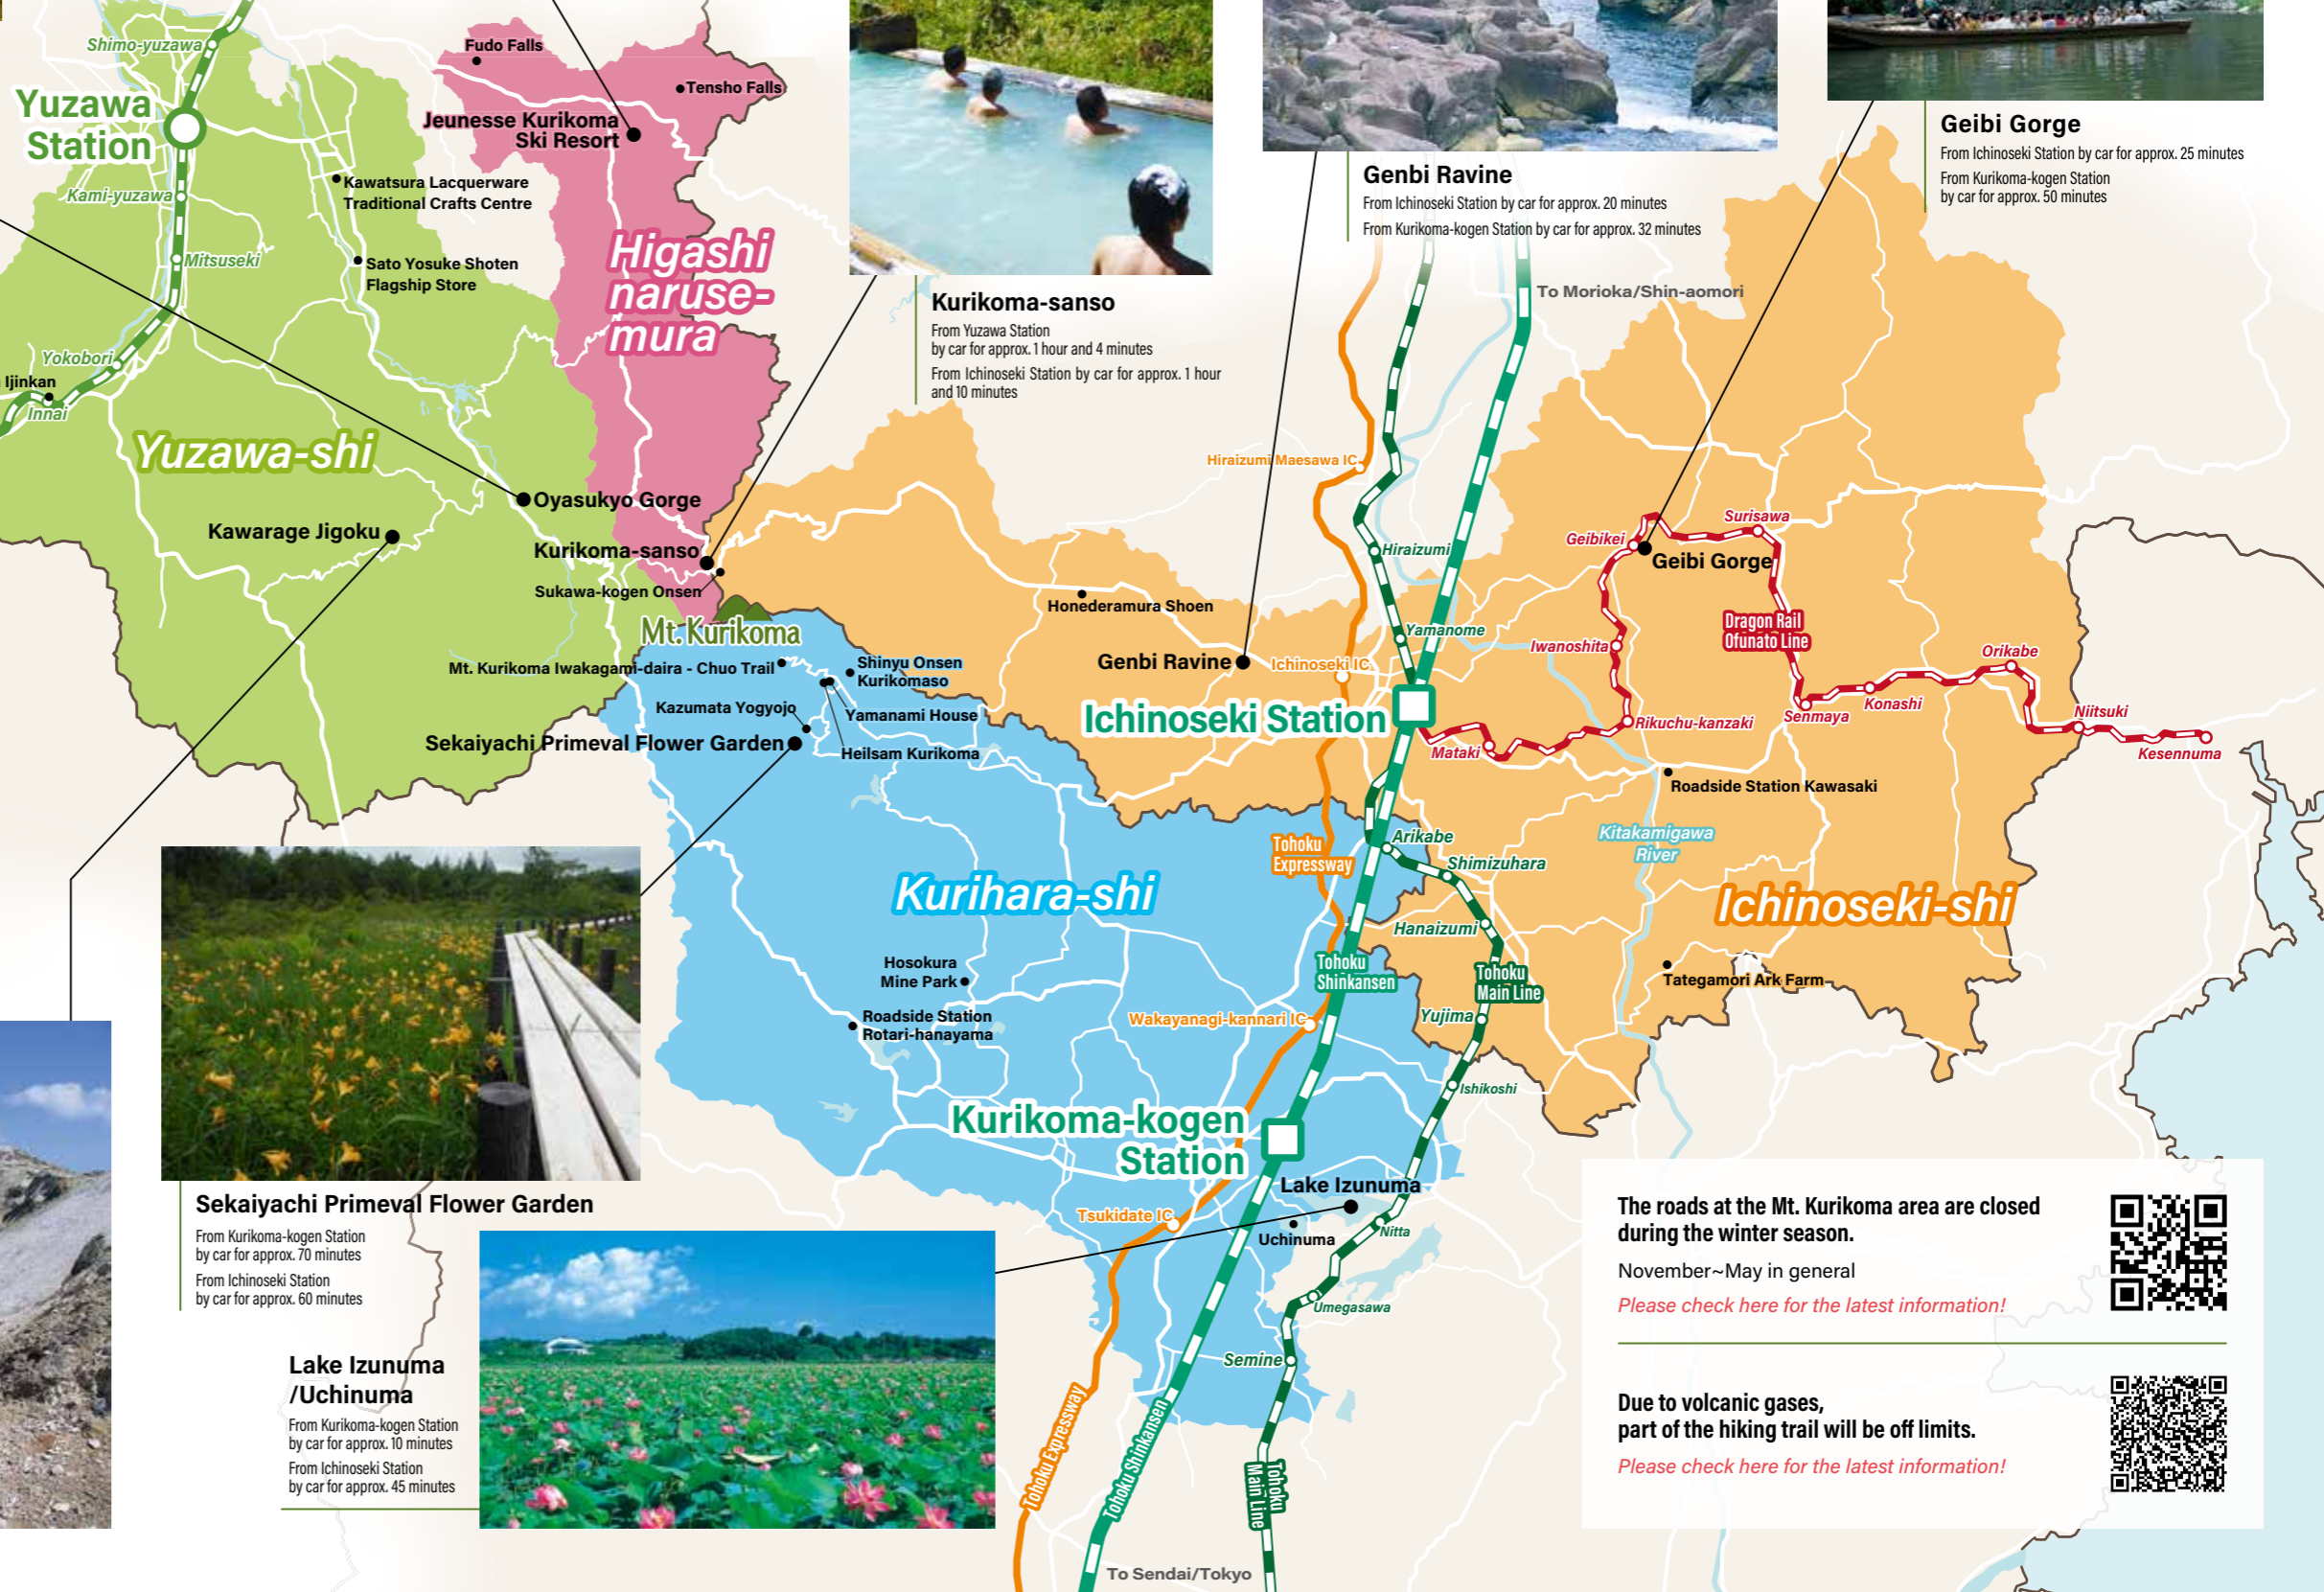 Shimo-yuzawa
Yuzawa
Station
Kami-yuzawa
Mitsuseki
Yokobori
Ijinkan
Innai
Kawatsura Lacquerware
Traditional Crafts Centre
Sato Yosuke Shoten
Flagship Store
Fudo Falls
Tensho Falls
Jeunesse Kurikoma
Ski Resort
Higashi
naruse-
mura
Yuzawa-shi
Oyasukyo Gorge
Kawarage Jigoku
Kurikoma-sanso
Sukawa-kogen Onsen
Mt. Kurikoma
Kurikoma-sanso
From Yuzawa Station
by car for approx. 1 hour and 4 minutes
From Ichinoseki Station by car for approx. 1 hour
and 10 minutes
Genbi Ravine
From Ichinoseki Station by car for approx. 20 minutes
From Kurikoma-kogen Station by car for approx. 32 minutes
Geibi Gorge
From Ichinoseki Station by car for approx. 25 minutes
From Kurikoma-kogen Station
by car for approx. 50 minutes
To Morioka/Shin-aomori
Hiraizumi Maesawa IC
Hiraizumi
Yamanome
Honederamura Shoen
Genbi Ravine
Ichinoseki IC
Ichinoseki Station
Geibikei
Surisawa
Geibi Gorge
Dragon Rail
Ofunato Line
Iwanoshita
Rikuchu-kanzaki
Mataki
Senmaya
Konashi
Orikabe
Niitsuki
Kesennuma
Roadside Station Kawasaki
Kitakamigawa
River
Ichinoseki-shi
Tategamori Ark Farm
Mt. Kurikoma Iwakagami-daira - Chuo Trail
Shinyu Onsen
Kurikomaso
Kazumata Yogyojo
Yamanami House
Sekaiyachi Primeval Flower Garden
Heilsam Kurikoma
Kurihara-shi
Tohoku
Expressway
Arikabe
Shimizuhara
Hanaizumi
Tohoku
Shinkansen
Tohoku
Main Line
Yujima
Hosokura
Mine Park
Roadside Station
Rotari-hanayama
Wakayanagi-kannari IC
Ishikoshi
Kurikoma-kogen
Station
Lake Izunuma
Uchinuma
Nitta
Tsukidate IC
Umegasawa
Semine
Tohoku Expressway
Tohoku Shinkansen
Tohoku
Main Line
To Sendai/Tokyo
Sekaiyachi Primeval Flower Garden
From Kurikoma-kogen Station
by car for approx. 70 minutes
From Ichinoseki Station
by car for approx. 60 minutes
Lake Izunuma
/Uchinuma
From Kurikoma-kogen Station
by car for approx. 10 minutes
From Ichinoseki Station
by car for approx. 45 minutes
The roads at the Mt. Kurikoma area are closed
during the winter season.
November~May in general
Please check here for the latest information!
Due to volcanic gases,
part of the hiking trail will be off limits.
Please check here for the latest information!